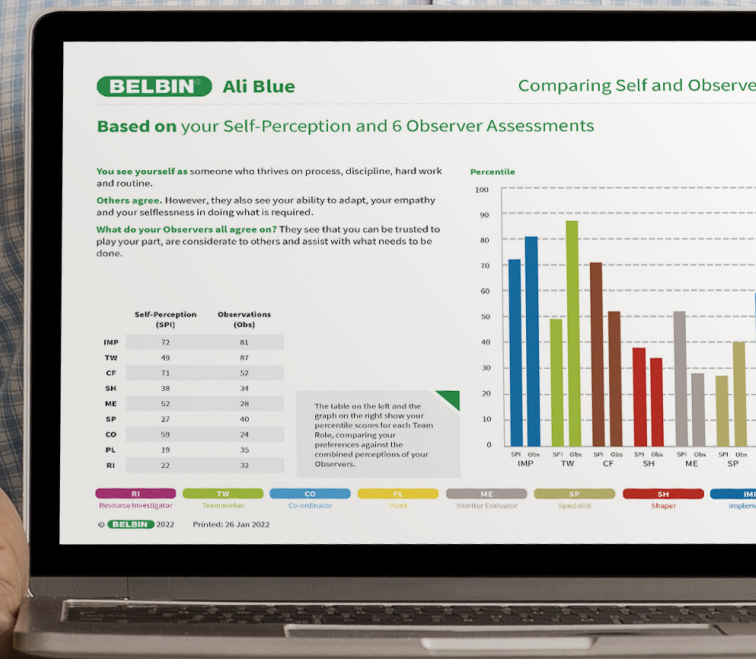 BELBIN® Ali Blue
Comparing Self and Observe
Based on your Self-Perception and 6 Observer Assessments
You see yourself as someone who thrives on process, discipline, hard work
and routine.
Others agree. However, they also see your ability to adapt, your empathy
and your selflessness in doing what is required.
What do your Observers all agree on? They see that you can be trusted to
play your part, are considerate to others and assist with what needs to be
done.
Self-Perception Observations
(SPI) (Obs)
IMP 72 81
TW 49 87
CF 71 52
SH 38 34
ME 52 28
SP 27 40
CO 59 24
PL 19 35
RI 22 32
The table on the left and the
graph on the right show your
percentile scores for each Team
Role, comparing your
preferences against the
combined perceptions of your
Observers.
Percentile
100
90
80
70
60
50
40
30
20
10
0
SPI Obs SPI Obs SPI Obs SPI Obs SPI Obs SPI Obs
IMP TW CF SH ME SP
RI TW CO PL ME SP SH IM
Resource Investigator Teamworker Co-ordinator Plant Monitor Evaluator Specialist Shaper Implem
© BELBIN 2022 Printed: 26 Jan 2022